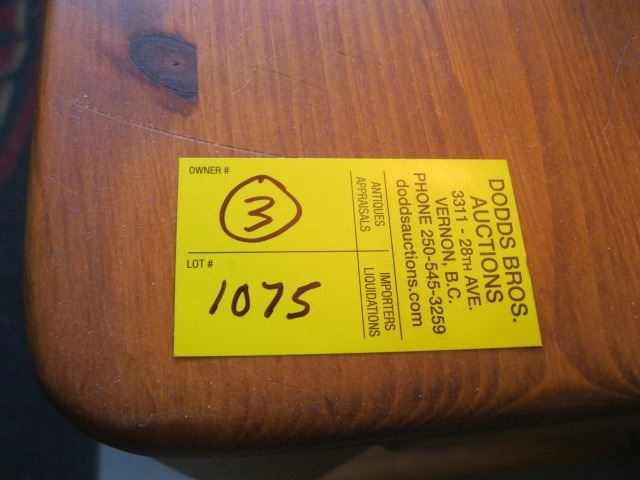 OWNER #
3
LOT #
1075
ANTIQUES
APPRAISALS
IMPORTERS
LIQUIDATIONS
DODDS BROS.
AUCTIONS
3311 - 28TH AVE.
VERNON, B.C.
PHONE 250-545-3259
doddsauctions.com